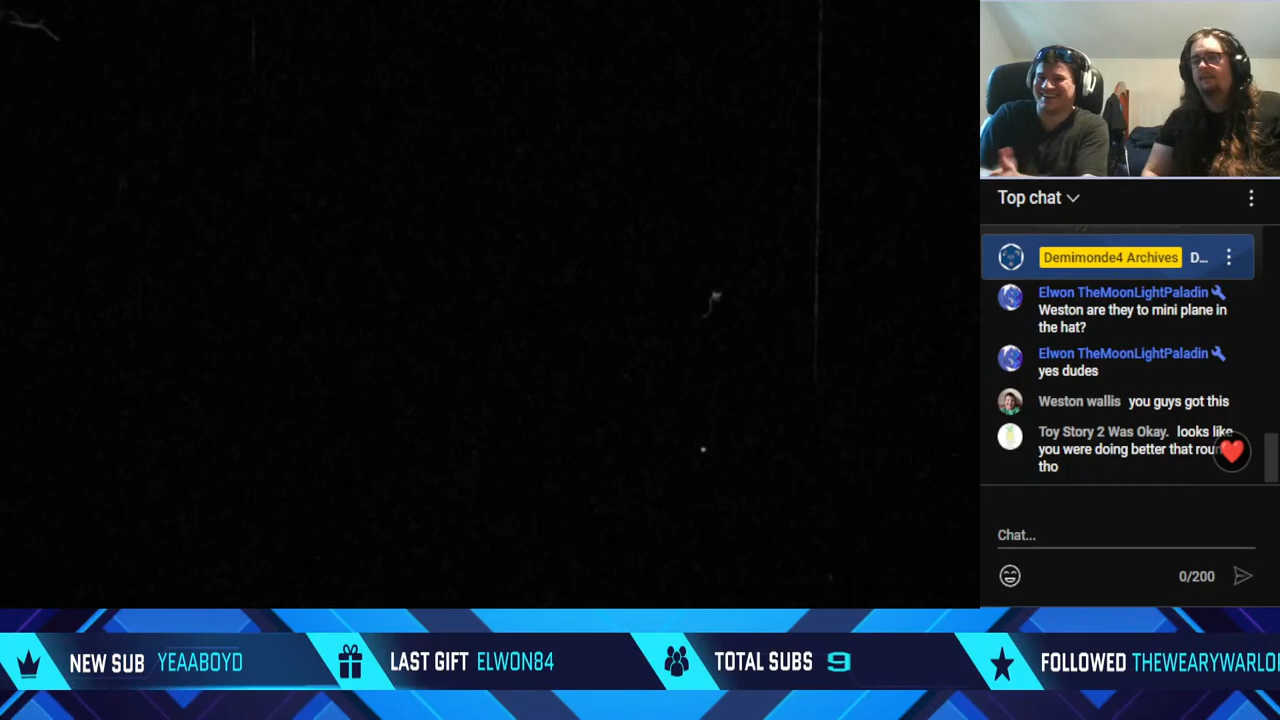 Top chat
Demimonde4 Archives D...
Elwon TheMoonLightPaladin
Weston are they to mini plane in
the hat?
Elwon TheMoonLightPaladin
yes dudes
Weston wallis you guys got this
Toy Story 2 Was Okay. looks like
you were doing better that
tho
Chat...
0/200
NEW SUB YEAABOYD LAST GIFT ELWON84 TOTAL SUBS 9 FOLLOWED THEWEARYWARLO